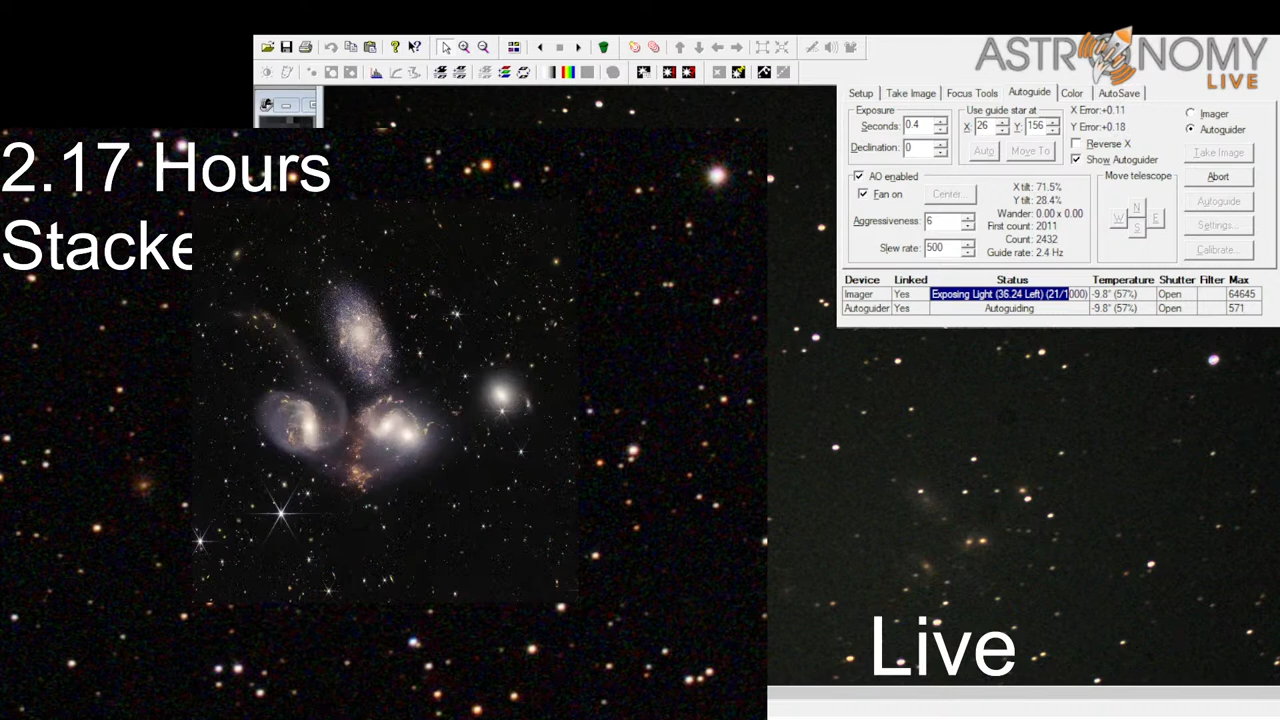 ASTRONOMY
LIVE
Setup Take Image Focus Tools Autoguide Color AutoSave
Exposure
Seconds: 0.4
Declination: 0
Use guide star at
X: 26 Y: 156
Auto Move To
X Error:+0.11
Y Error:+0.18
Reverse X
Show Autoguider
Imager
Autoguider
Take Image
Abort
Autoguide
Settings...
Calibrate...
AO enabled
Fan on
Center...
Aggressiveness: 6
Slew rate: 500
X tilt: 71.5%
Y tilt: 28.4%
Wander: 0.00 x 0.00
First count: 2011
Count: 2432
Guide rate: 2.4 Hz
Move telescope
N
W E
S
Device Linked Status Temperature Shutter Filter Max
Imager Yes Exposing Light (36.24 Left) (21/1000) -9.8° (57%) Open 64645
Autoguider Yes Autoguiding -9.8° (57%) Open 571
2.17 Hours
Stacke
Live